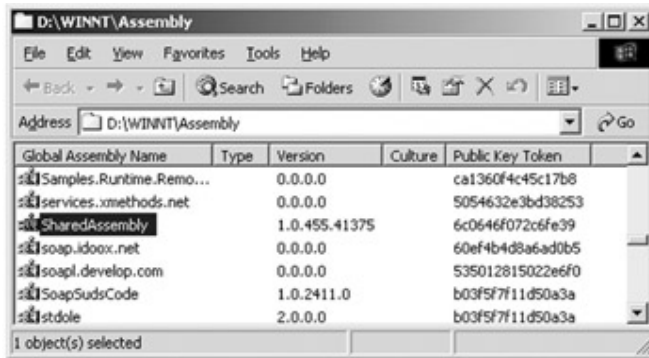 D:\WINNT\Assembly
File Edit View Favorites Tools Help
Back Search Folders
Address D:\WINNT\Assembly Go
Global Assembly Name Type Version Culture Public Key Token
Samples.Runtime.Remo... 0.0.0.0 ca1360f4c45c17b8
services.xmethods.net 0.0.0.0 5054632e3bd38253
SharedAssembly 1.0.455.41375 6c0646f072c6fe39
soap.idoox.net 0.0.0.0 60ef4b4d8a6ad0b5
soapl.develop.com 0.0.0.0 535012815022e6f0
SoapSudsCode 1.0.2411.0 b03f5f7f11d50a3a
stdole 2.0.0.0 b03f5f7f11d50a3a
1 object(s) selected